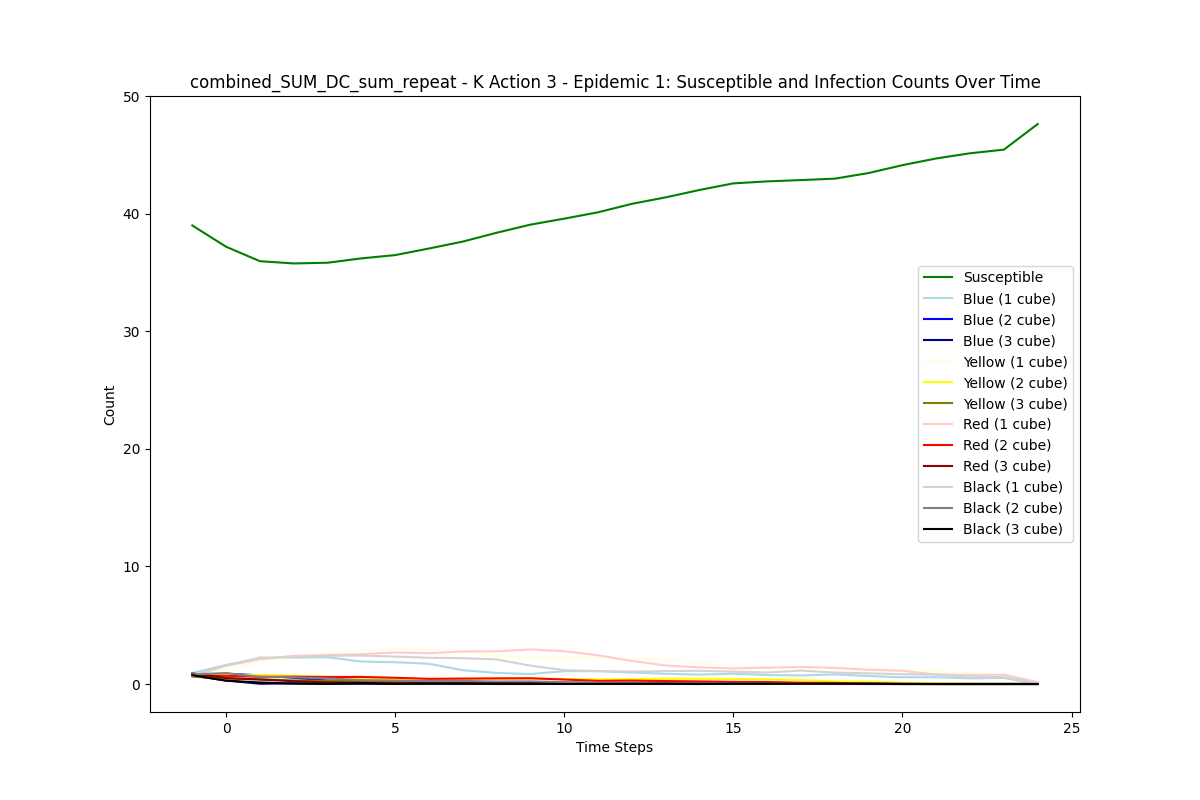 combined_SUM_DC_sum_repeat - K Action 3 - Epidemic 1: Susceptible and Infection Counts Over Time
50
40
30
20
10
0
Count
Susceptible
Blue (1 cube)
Blue (2 cube)
Blue (3 cube)
Yellow (1 cube)
Yellow (2 cube)
Yellow (3 cube)
Red (1 cube)
Red (2 cube)
Red (3 cube)
Black (1 cube)
Black (2 cube)
Black (3 cube)
0 5 10 15 20 25
Time Steps